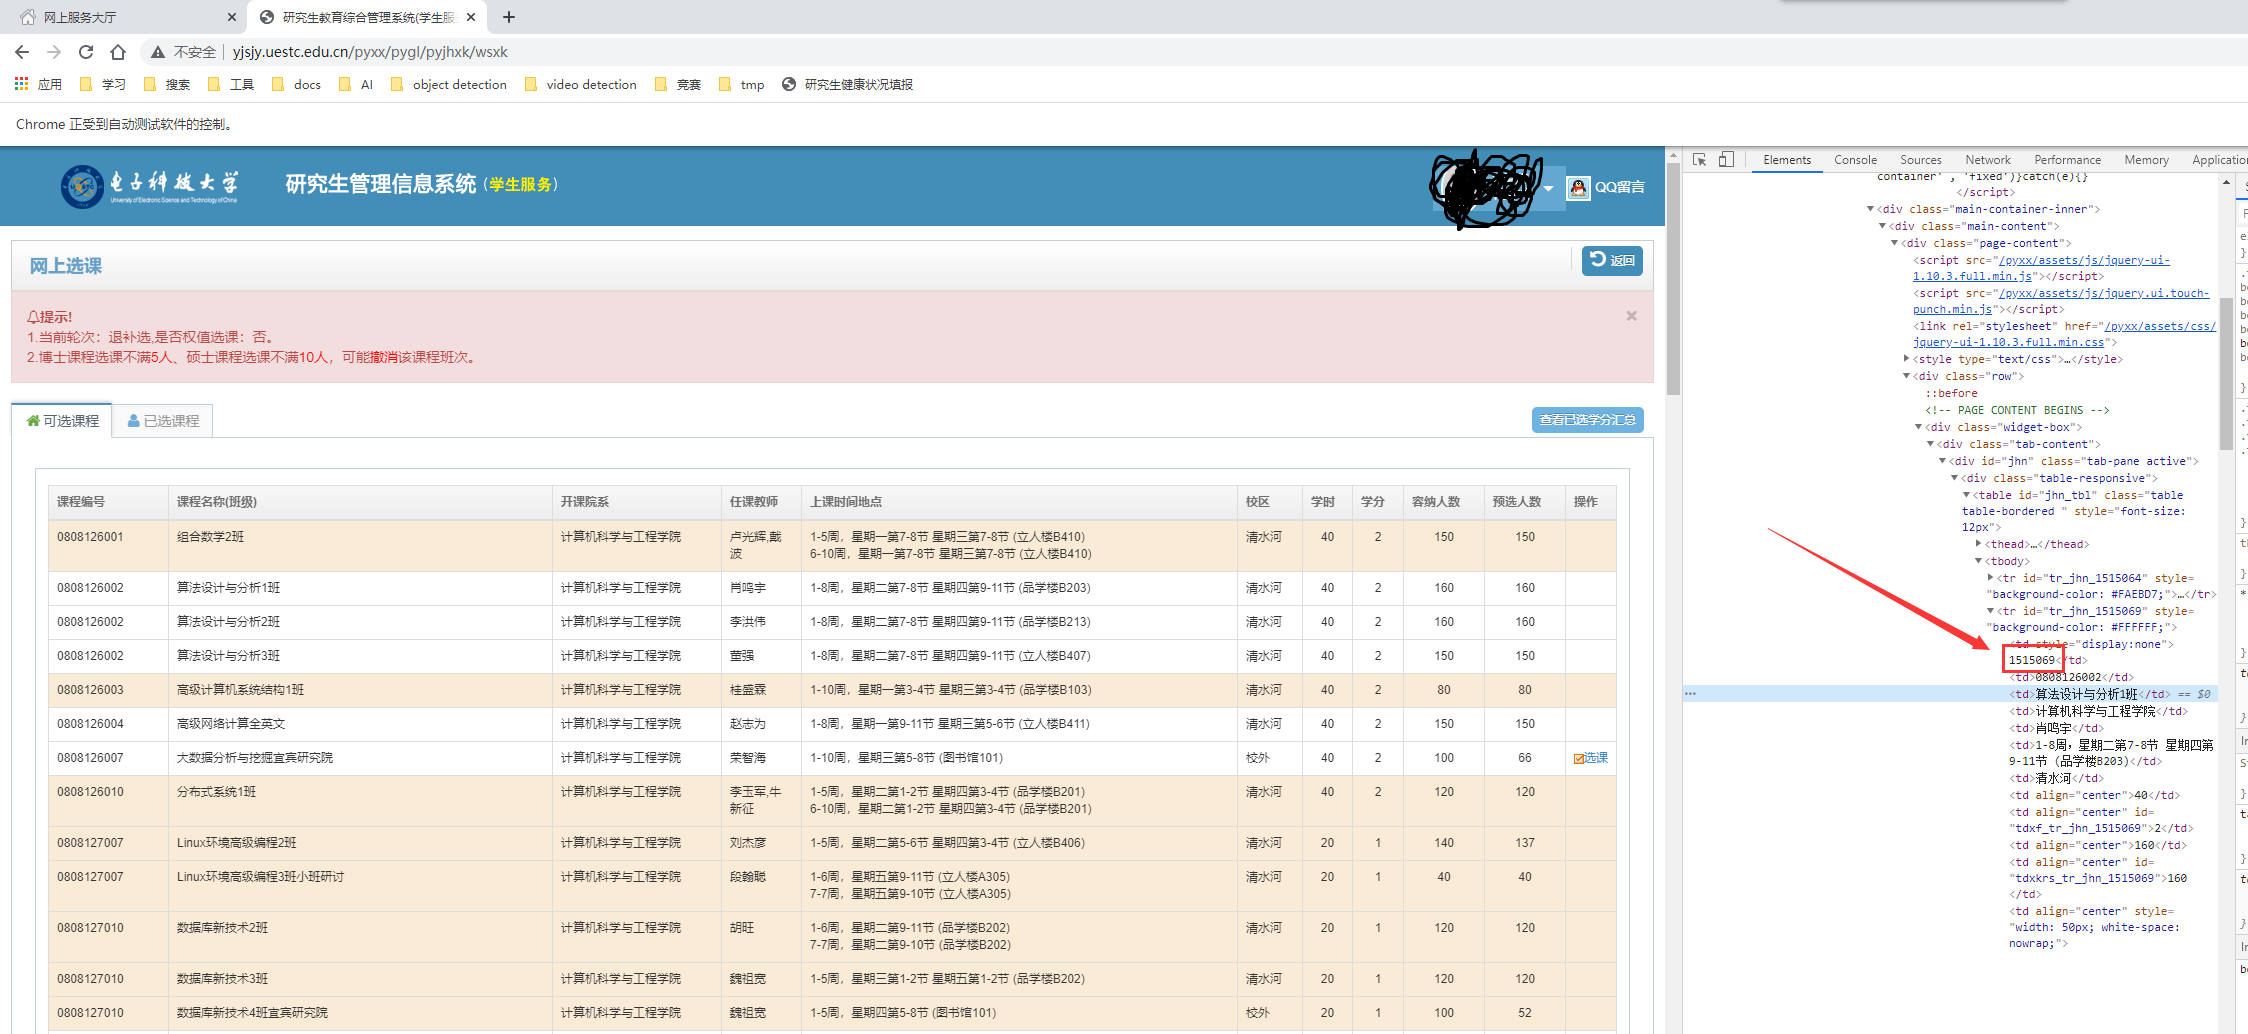 网上服务大厅
研究生教育综合管理系统(学生服
不安全 yjsjy.uestc.edu.cn/pyxx/pygl/pyjhxk/wsxk
应用 学习 搜索 工具 docs AI object detection video detection 竞赛 tmp 研究生健康状况填报
Chrome 正受到自动测试软件的控制。
电子科技大学
University of Electronic Science and Technology of China
研究生管理信息系统 (学生服务)
QQ留言
网上选课
返回
提示!
1.当前轮次：退补选,是否权值选课：否。
2.博士课程选课不满5人、硕士课程选课不满10人，可能撤消该课程班次。
可选课程 已选课程
查看已选学分汇总
课程编号 课程名称(班级) 开课院系 任课教师 上课时间地点 校区 学时 学分 容纳人数 预选人数 操作
0808126001 组合数学2班 计算机科学与工程学院 卢光辉,戴波 1-5周，星期一第7-8节 星期三第7-8节 (立人楼B410) 清水河 40 2 150 150
6-10周，星期一第7-8节 星期三第7-8节 (立人楼B410)
0808126002 算法设计与分析1班 计算机科学与工程学院 肖鸣宇 1-8周，星期二第7-8节 星期四第9-11节 (品学楼B203) 清水河 40 2 160 160
0808126002 算法设计与分析2班 计算机科学与工程学院 李洪伟 1-8周，星期二第7-8节 星期四第9-11节 (品学楼B213) 清水河 40 2 160 160
0808126002 算法设计与分析3班 计算机科学与工程学院 董强 1-8周，星期二第7-8节 星期四第9-11节 (立人楼B407) 清水河 40 2 150 150
0808126003 高级计算机系统结构1班 计算机科学与工程学院 桂盛霖 1-10周，星期一第3-4节 星期三第3-4节 (品学楼B103) 清水河 40 2 80 80
0808126004 高级网络计算全英文 计算机科学与工程学院 赵志为 1-8周，星期一第9-11节 星期三第5-6节 (立人楼B411) 清水河 40 2 150 150
0808126007 大数据分析与挖掘宜宾研究院 计算机科学与工程学院 荣智海 1-10周，星期三第5-8节 (图书馆101) 校外 40 2 100 66 选课
0808126010 分布式系统1班 计算机科学与工程学院 李玉军,牛新征 1-5周，星期二第1-2节 星期四第3-4节 (品学楼B201) 清水河 40 2 120 120
6-10周，星期二第1-2节 星期四第3-4节 (品学楼B201)
0808127007 Linux环境高级编程2班 计算机科学与工程学院 刘杰彦 1-5周，星期二第5-6节 星期四第3-4节 (立人楼B406) 清水河 20 1 140 137
0808127007 Linux环境高级编程3班小班研讨 计算机科学与工程学院 段翰聪 1-6周，星期五第9-11节 (立人楼A305) 清水河 20 1 40 40
7-7周，星期五第9-10节 (立人楼A305)
0808127010 数据库新技术2班 计算机科学与工程学院 胡旺 1-6周，星期二第9-11节 (品学楼B202) 清水河 20 1 120 120
7-7周，星期二第9-10节 (品学楼B202)
0808127010 数据库新技术3班 计算机科学与工程学院 魏祖宽 1-5周，星期三第1-2节 星期五第1-2节 (品学楼B202) 清水河 20 1 120 120
0808127010 数据库新技术4班宜宾研究院 计算机科学与工程学院 魏祖宽 1-5周，星期四第5-8节 (图书馆101) 校外 20 1 100 52
Elements Console Sources Network Performance Memory Application
container' , 'fixed')}catch(e){}
</script>
<div class="main-container-inner">
<div class="main-content">
<div class="page-content">
<script src="/pyxx/assets/js/jquery-ui-
1.10.3.full.min.js"></script>
<script src="/pyxx/assets/js/jquery.ui.touch-
punch.min.js"></script>
<link rel="stylesheet" href="/pyxx/assets/css/
jquery-ui-1.10.3.full.min.css">
<style type="text/css">…</style>
<div class="row">
::before
<!-- PAGE CONTENT BEGINS -->
<div class="widget-box">
<div class="tab-content">
<div id="jhn" class="tab-pane active">
<div class="table-responsive">
<table id="jhn_tbl" class="table
table-bordered " style="font-size:
12px">
<thead>…</thead>
<tbody>
<tr id="tr_jhn_1515064" style=
"background-color: #FAEBD7;">…</tr>
<tr id="tr_jhn_1515069" style=
"background-color: #FFFFFF;">
<td style="display:none">
1515069</td>
<td>0808126002</td>
<td>算法设计与分析1班</td> == $0
<td>计算机科学与工程学院</td>
<td>肖鸣宇</td>
<td>1-8周，星期二第7-8节 星期四第
9-11节 (品学楼B203)</td>
<td>清水河</td>
<td align="center">40</td>
<td align="center" id=
"tdxf_tr_jhn_1515069">2</td>
<td align="center">160</td>
<td align="center" id=
"tdxkrs_tr_jhn_1515069">160
</td>
<td align="center" style=
"width: 50px; white-space:
nowrap;">